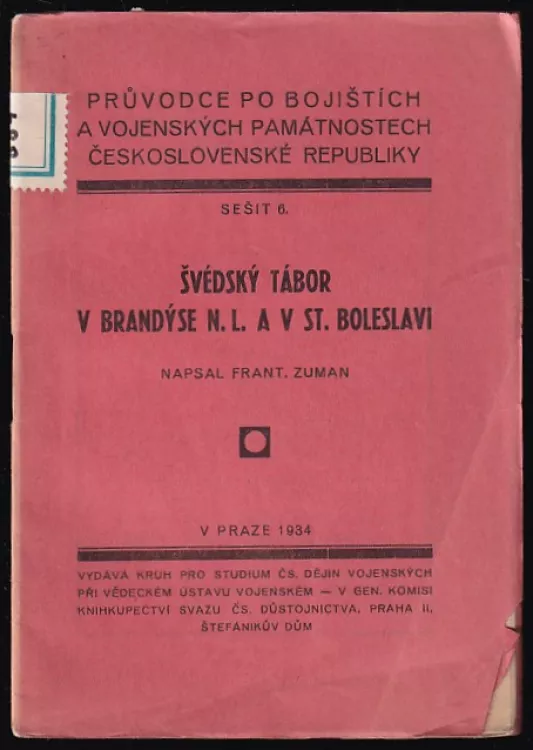 PRŮVODCE PO BOJIŠTÍCH
A VOJENSKÝCH PAMÁTNOSTECH
ČESKOSLOVENSKÉ REPUBLIKY
SEŠIT 6.
ŠVÉDSKÝ TÁBOR
V BRANDÝSE N. L. A V ST. BOLESLAVI
NAPSAL FRANT. ZUMAN
V PRAZE 1934
VYDÁVÁ KRUH PRO STUDIUM ČS. DĚJIN VOJENSKÝCH
PŘI VĚDECKÉM ÚSTAVU VOJENSKÉM — V GEN. KOMISI
KNIHKUPECTVÍ SVAZU ČS. DŮSTOJNICTVA, PRAHA II,
ŠTEFÁNIKŮV DŮM